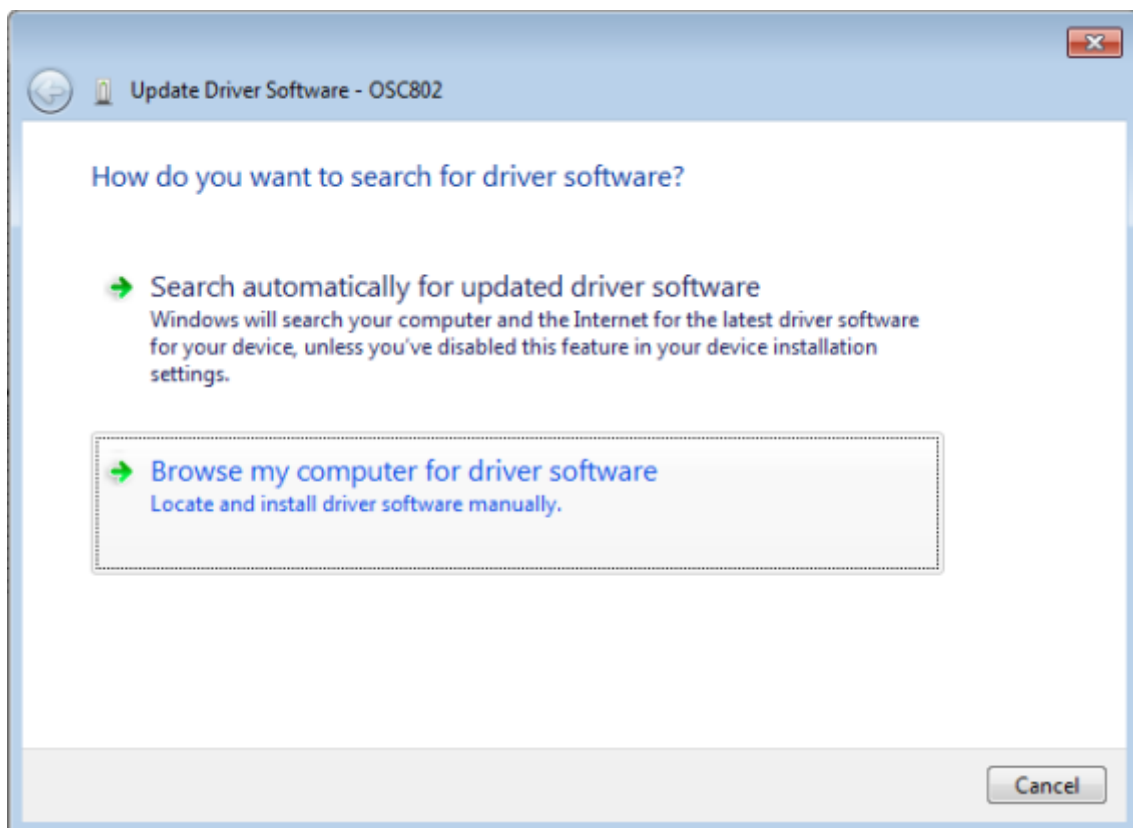 Update Driver Software - OSC802
How do you want to search for driver software?
Search automatically for updated driver software
Windows will search your computer and the Internet for the latest driver software
for your device, unless you've disabled this feature in your device installation
settings.
Browse my computer for driver software
Locate and install driver software manually.
Cancel